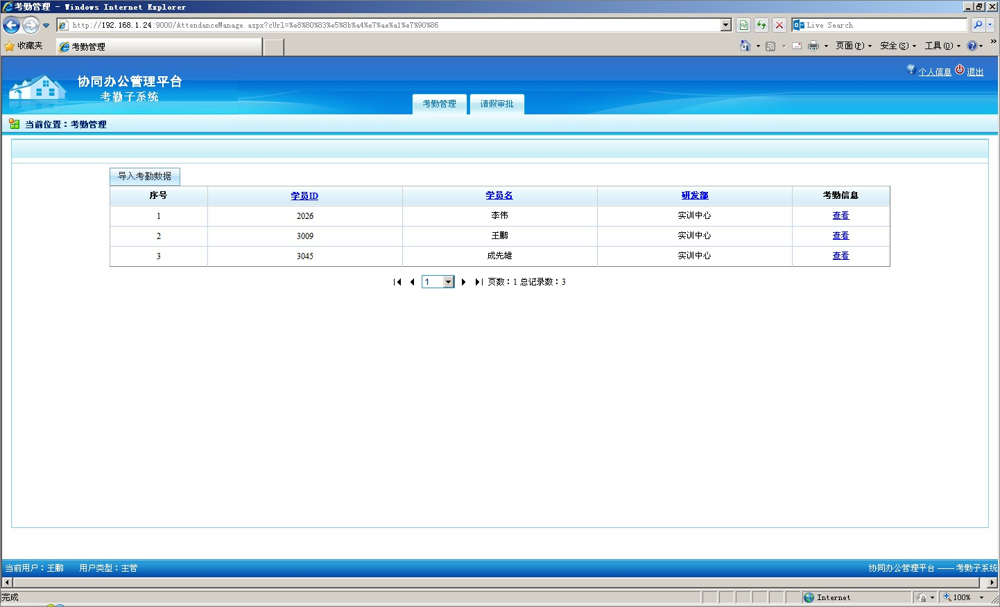 考勤管理 - Windows Internet Explorer
http://192.168.1.24:9000/AttendanceManage.aspx?cUrl=%e8%80%83%e5%8b%a4%e7%ae%a1%e7%90%86
Live Search
收藏夹 考勤管理
页面(P) 安全(S) 工具(O)
个人信息 退出
协同办公管理平台
考勤子系统
考勤管理 请假审批
当前位置：考勤管理
导入考勤数据
序号 学员ID 学员名 研发部 考勤信息
1 2026 李伟 实训中心 查看
2 3009 王鹏 实训中心 查看
3 3045 成先雄 实训中心 查看
1 页数：1 总记录数：3
当前用户：王鹏 用户类型：主管 协同办公管理平台 ——考勤子系统
完成 Internet 100%